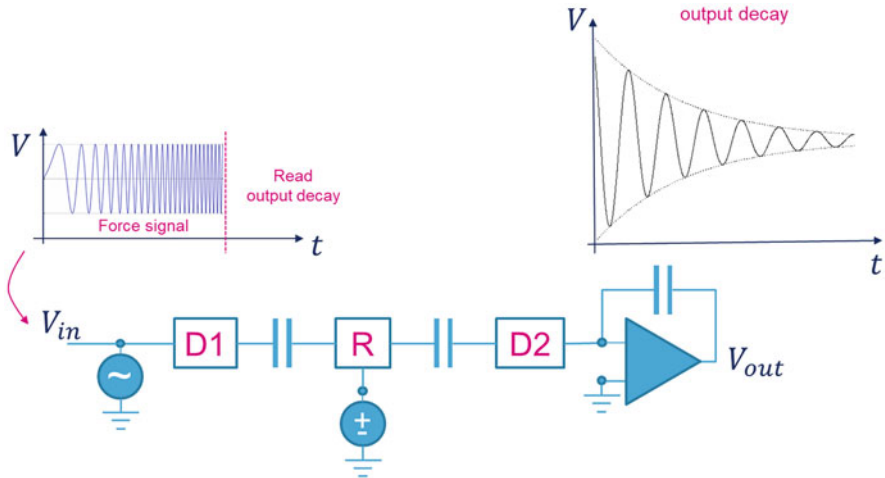 output decay
V
t
V
Read
output decay
Force signal
t
V_in
D1
R
D2
V_out
~
±